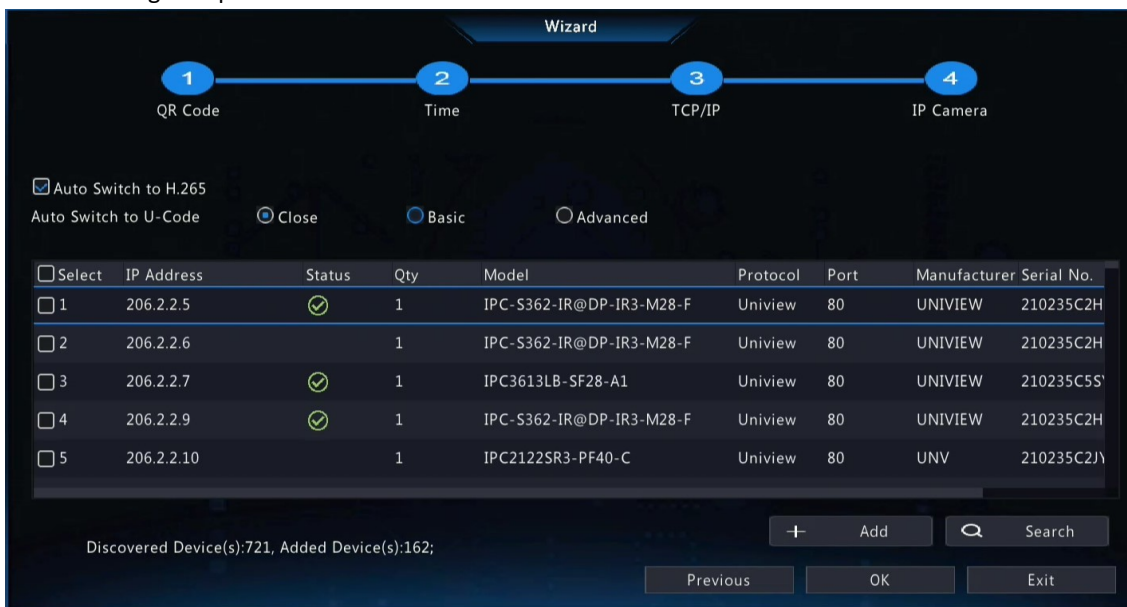 Wizard
1 2 3 4
QR Code Time TCP/IP IP Camera
Auto Switch to H.265
Auto Switch to U-Code Close Basic Advanced
Select IP Address Status Qty Model Protocol Port Manufacturer Serial No.
1 206.2.2.5 1 IPC-S362-IR@DP-IR3-M28-F Uniview 80 UNIVIEW 210235C2H
2 206.2.2.6 1 IPC-S362-IR@DP-IR3-M28-F Uniview 80 UNIVIEW 210235C2H
3 206.2.2.7 1 IPC3613LB-SF28-A1 Uniview 80 UNIVIEW 210235C5S
4 206.2.2.9 1 IPC-S362-IR@DP-IR3-M28-F Uniview 80 UNIVIEW 210235C2H
5 206.2.2.10 1 IPC2122SR3-PF40-C Uniview 80 UNV 210235C2J
Add Search
Discovered Device(s):721, Added Device(s):162;
Previous OK Exit